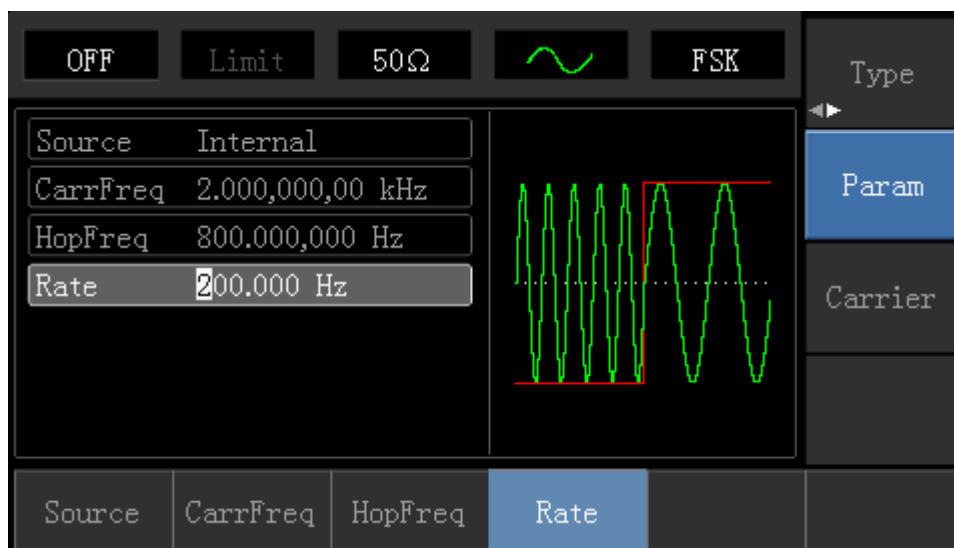 OFF Limit 50Ω FSK
Type
Source Internal
CarrFreq 2.000,000,00 kHz
HopFreq 800.000,000 Hz
Rate 200.000 Hz
Param
Carrier
Source CarrFreq HopFreq Rate